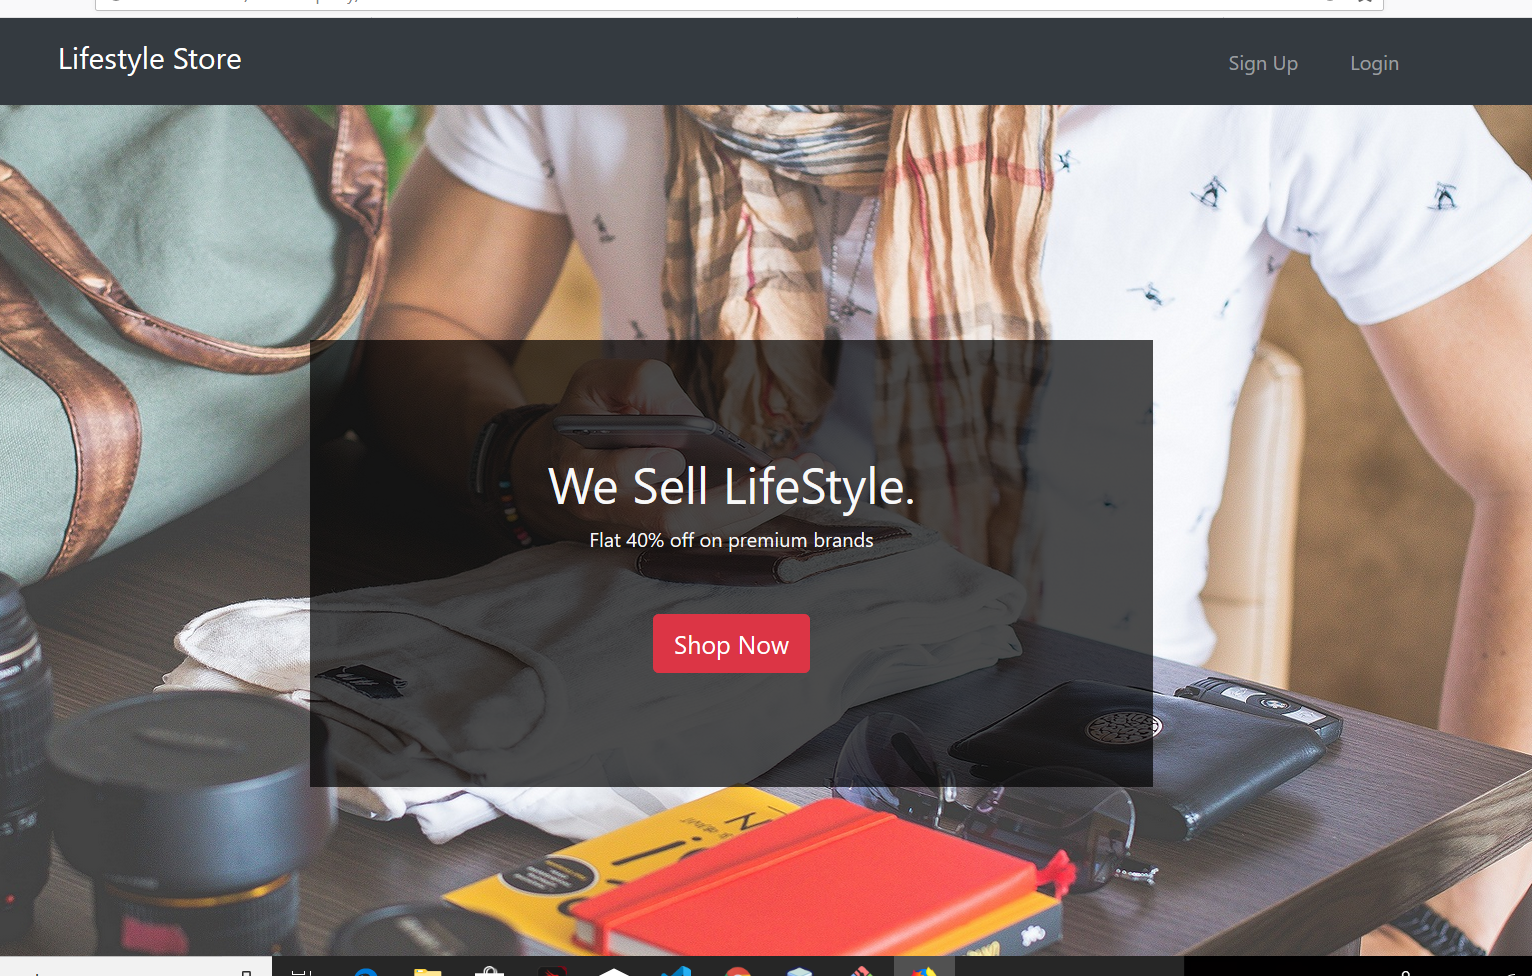 Lifestyle Store
Sign Up
Login
We Sell LifeStyle.
Flat 40% off on premium brands
Shop Now